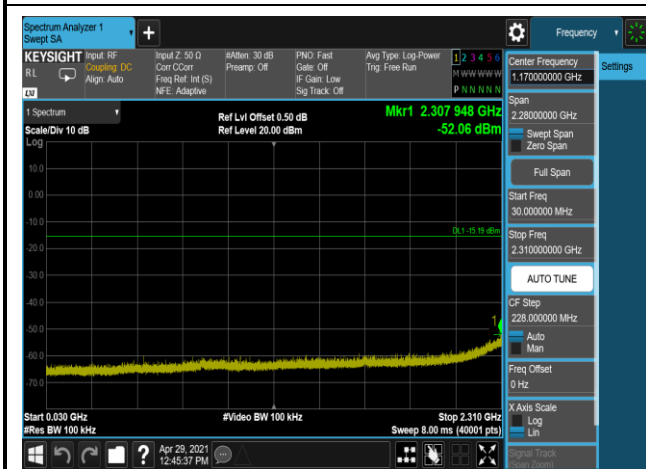 Spectrum Analyzer 1
Swept SA
Frequency
KEYSIGHT
RL
LXI
Input: RF
Coupling: DC
Align: Auto
Input Z: 50 Ω
Corr CCorr
Freq Ref: Int (S)
NFE: Adaptive
#Atten: 30 dB
Preamp: Off
PNO: Fast
Gate: Off
IF Gain: Low
Sig Track: Off
Avg Type: Log-Power
Trig: Free Run
1 2 3 4 5 6
M W W W W W
P N N N N N
1 Spectrum
Scale/Div 10 dB
Ref Lvl Offset 0.50 dB
Ref Level 20.00 dBm
Mkr1 2.307 948 GHz
-52.06 dBm
Log
10.0
0.00
-10.0
DL1 -15.19 dBm
-20.0
-30.0
-40.0
-50.0
1
-60.0
-70.0
Start 0.030 GHz
#Res BW 100 kHz
#Video BW 100 kHz
Stop 2.310 GHz
Sweep 8.00 ms (40001 pts)
?
Apr 29, 2021
12:45:37 PM
Center Frequency
1.170000000 GHz
Settings
Span
2.28000000 GHz
Swept Span
Zero Span
Full Span
Start Freq
30.000000 MHz
Stop Freq
2.310000000 GHz
AUTO TUNE
CF Step
228.000000 MHz
Auto
Man
Freq Offset
0 Hz
X Axis Scale
Log
Lin
Signal Track
(Span Zoom)